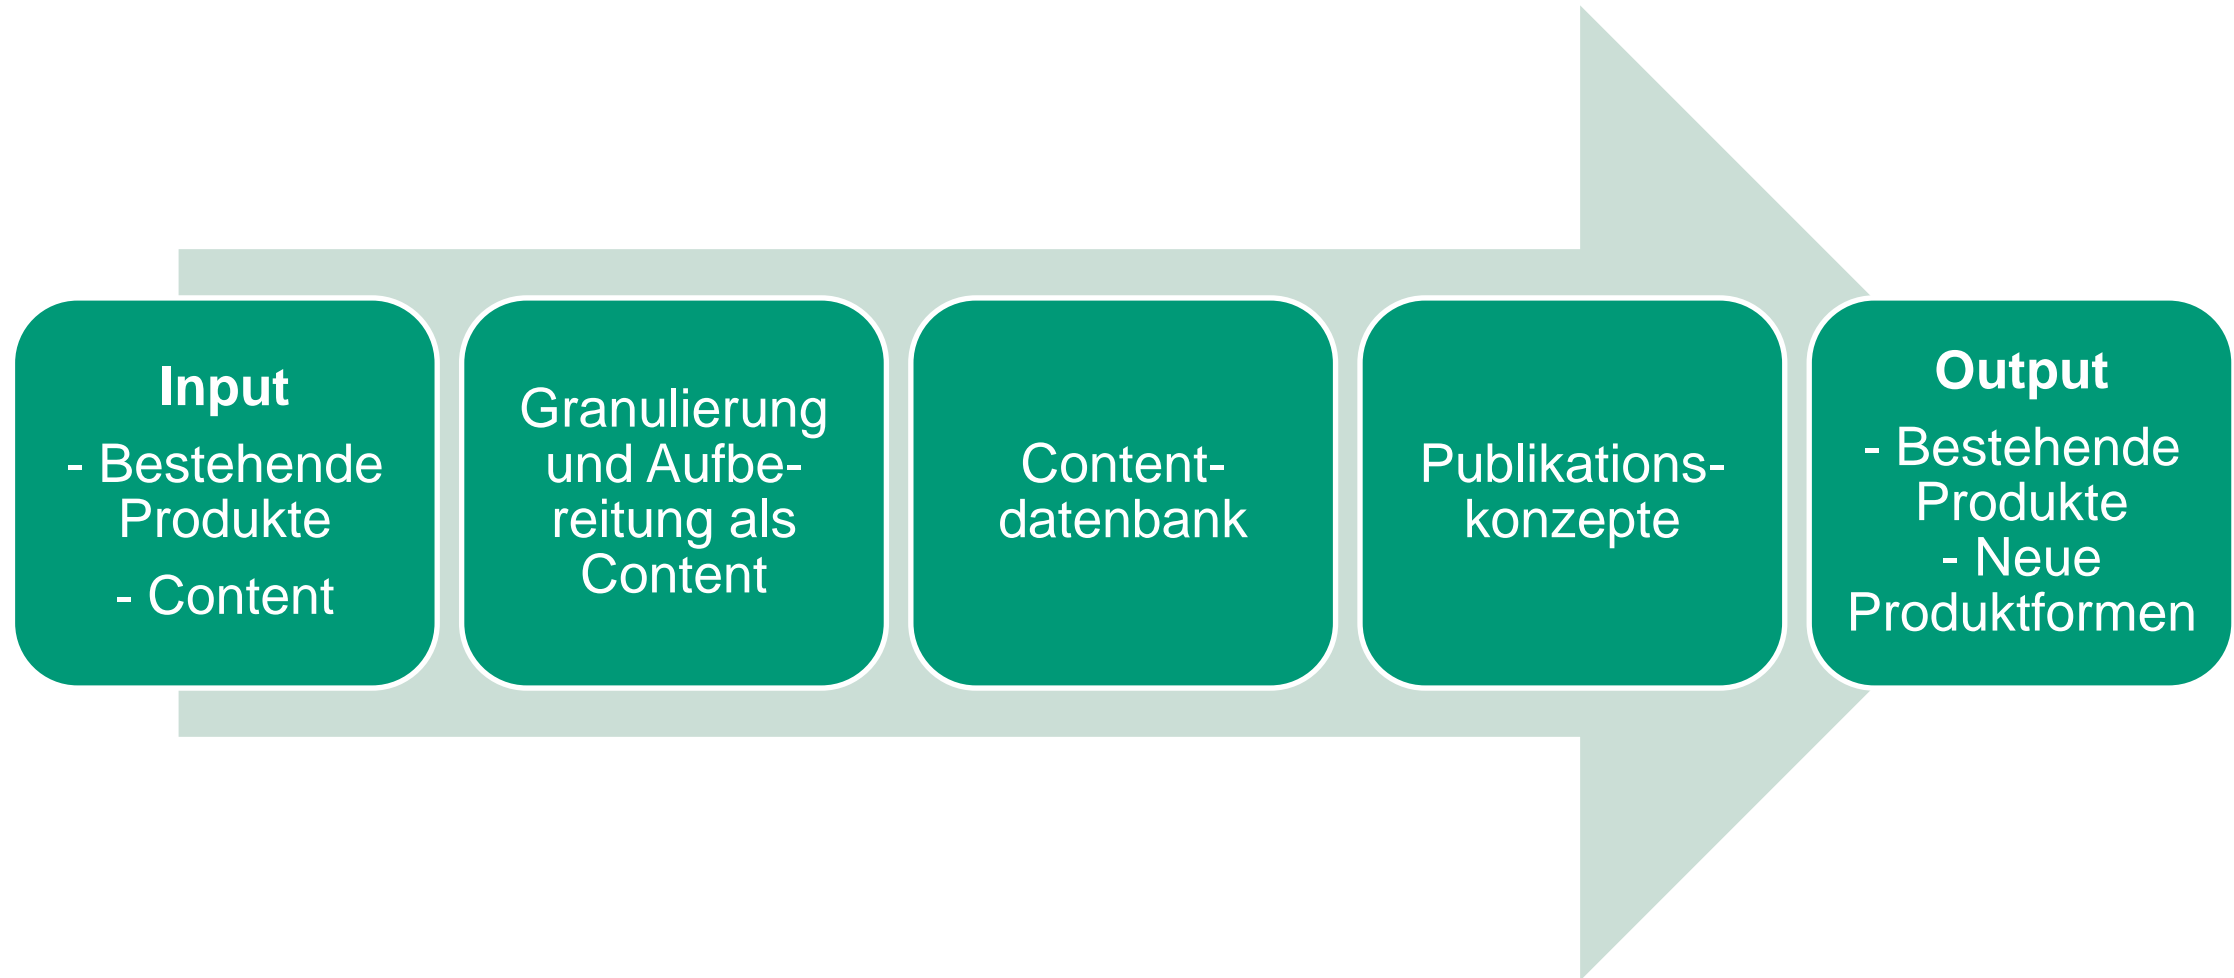 Input
- Bestehende
Produkte
- Content
Granulierung
und Aufbe-
reitung als
Content
Content-
datenbank
Publikations-
konzepte
Output
- Bestehende
Produkte
- Neue
Produktformen